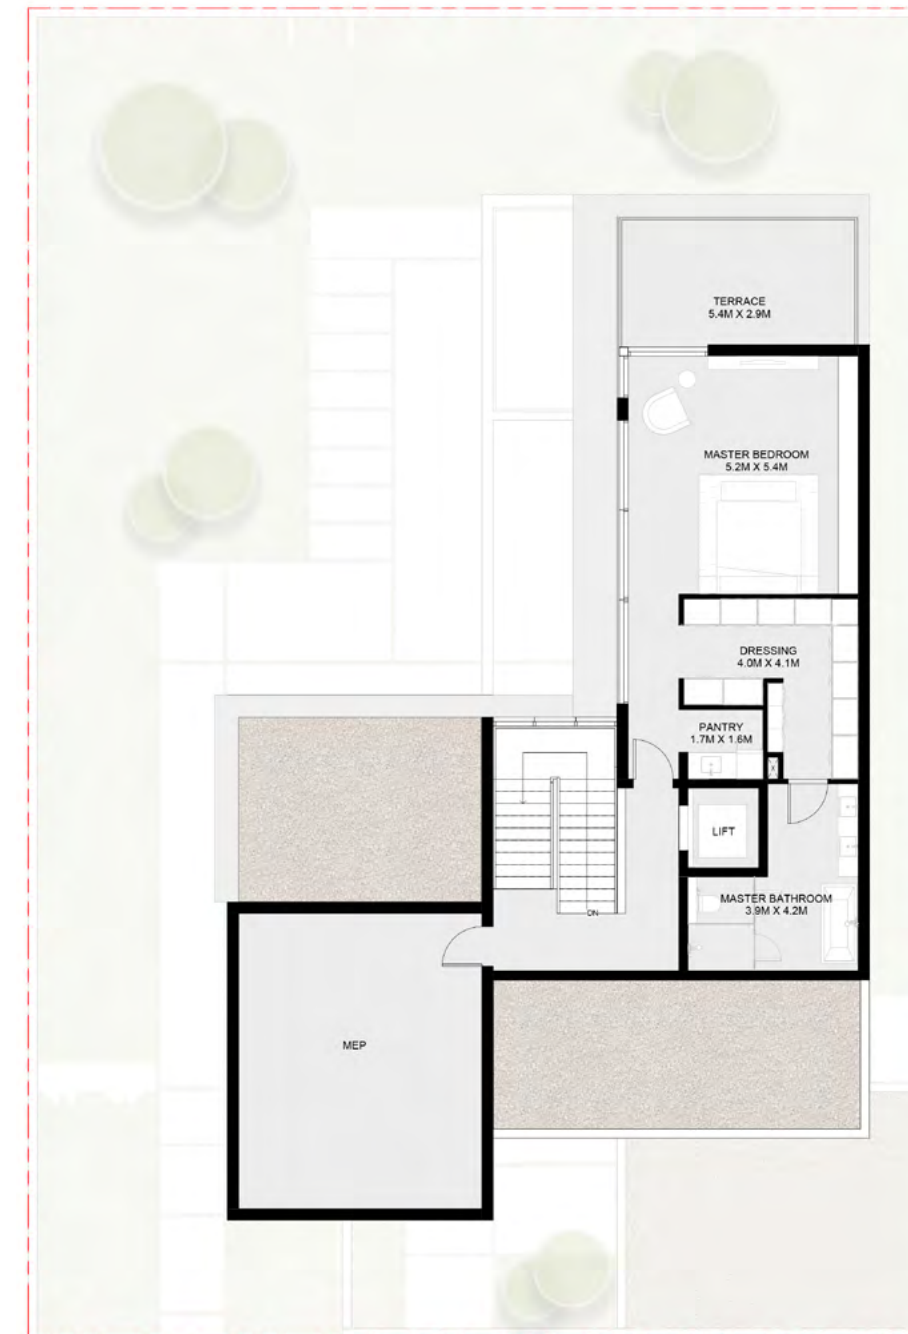 TERRACE
5.4M X 2.9M
MASTER BEDROOM
5.2M X 5.4M
DRESSING
4.0M X 4.1M
PANTRY
1.7M X 1.6M
LIFT
MASTER BATHROOM
3.9M X 4.2M
DN
MEP